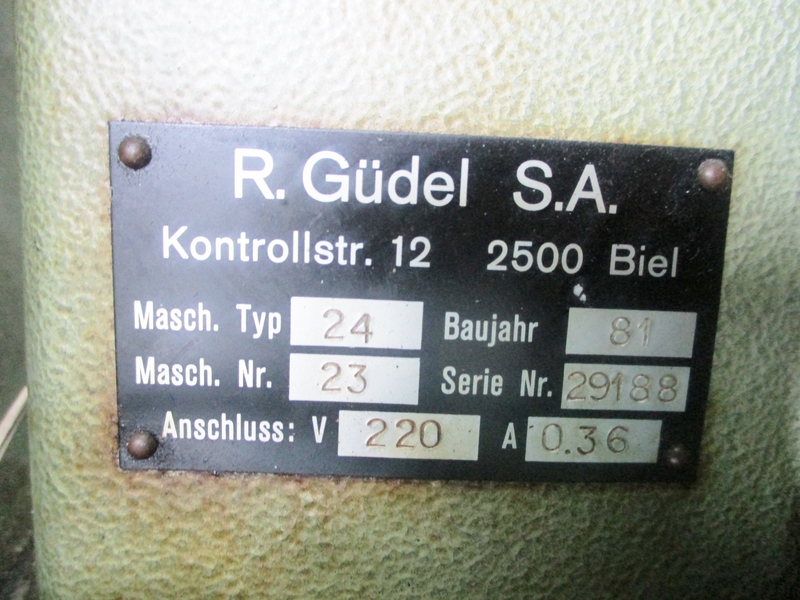 R. Güdel S.A.
Kontrollstr. 12 2500 Biel
Masch. Typ 24 Baujahr 81
Masch. Nr. 23 Serie Nr. 29188
Anschluss: V 220 A 0.36